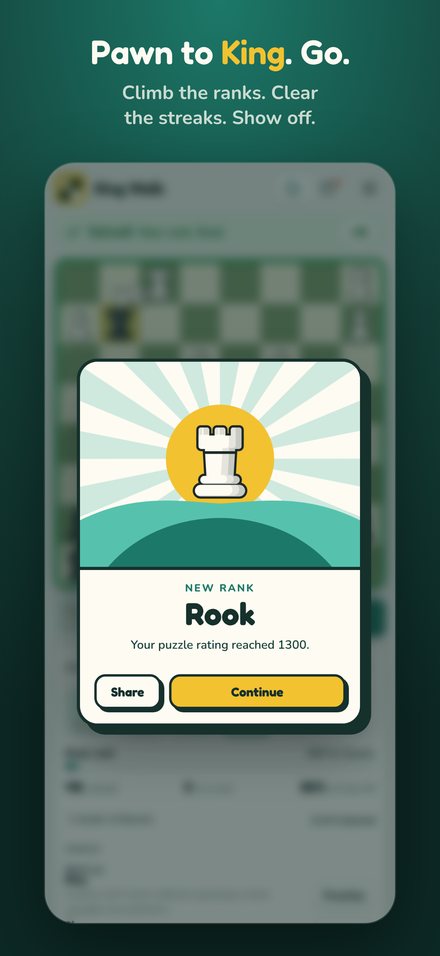 Pawn to King. Go.
Climb the ranks. Clear
the streaks. Show off.
NEW RANK
Rook
Your puzzle rating reached 1300.
Share
Continue